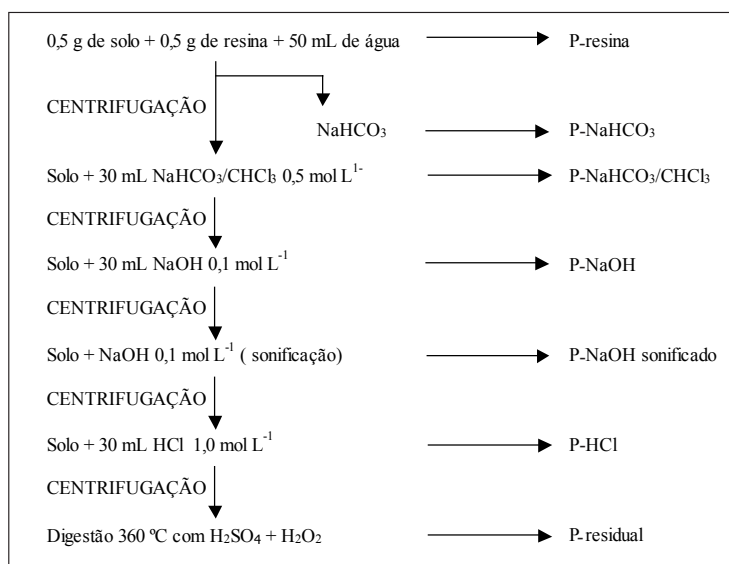 0,5 g de solo + 0,5 g de resina + 50 mL de água P-resina
CENTRIFUGAÇÃO
NaHCO₃ P-NaHCO₃
Solo + 30 mL NaHCO₃/CHCl₃ 0,5 mol L¹⁻ P-NaHCO₃/CHCl₃
CENTRIFUGAÇÃO
Solo + 30 mL NaOH 0,1 mol L⁻¹ P-NaOH
CENTRIFUGAÇÃO
Solo + NaOH 0,1 mol L⁻¹ ( sonificação) P-NaOH sonificado
CENTRIFUGAÇÃO
Solo + 30 mL HCl 1,0 mol L⁻¹ P-HCl
CENTRIFUGAÇÃO
Digestão 360 ºC com H₂SO₄ + H₂O₂ P-residual